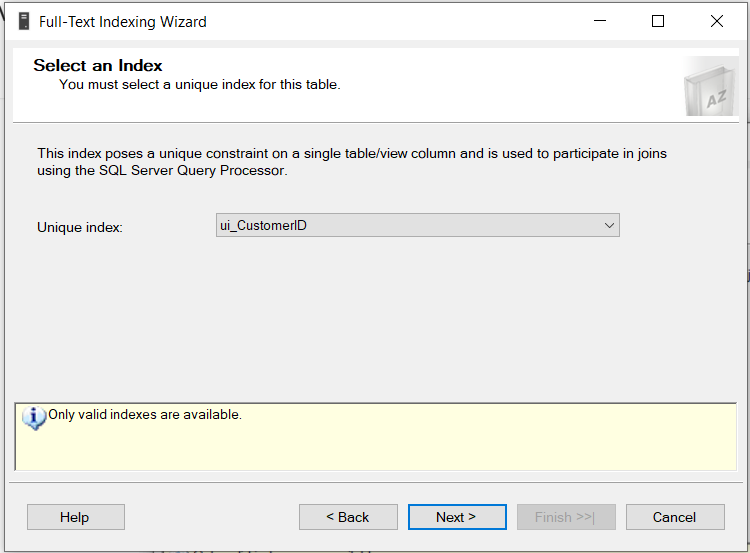 Full-Text Indexing Wizard
Select an Index
You must select a unique index for this table.
AZ
This index poses a unique constraint on a single table/view column and is used to participate in joins
using the SQL Server Query Processor.
Unique index:
ui_CustomerID
Only valid indexes are available.
Help
< Back
Next >
Finish >>|
Cancel